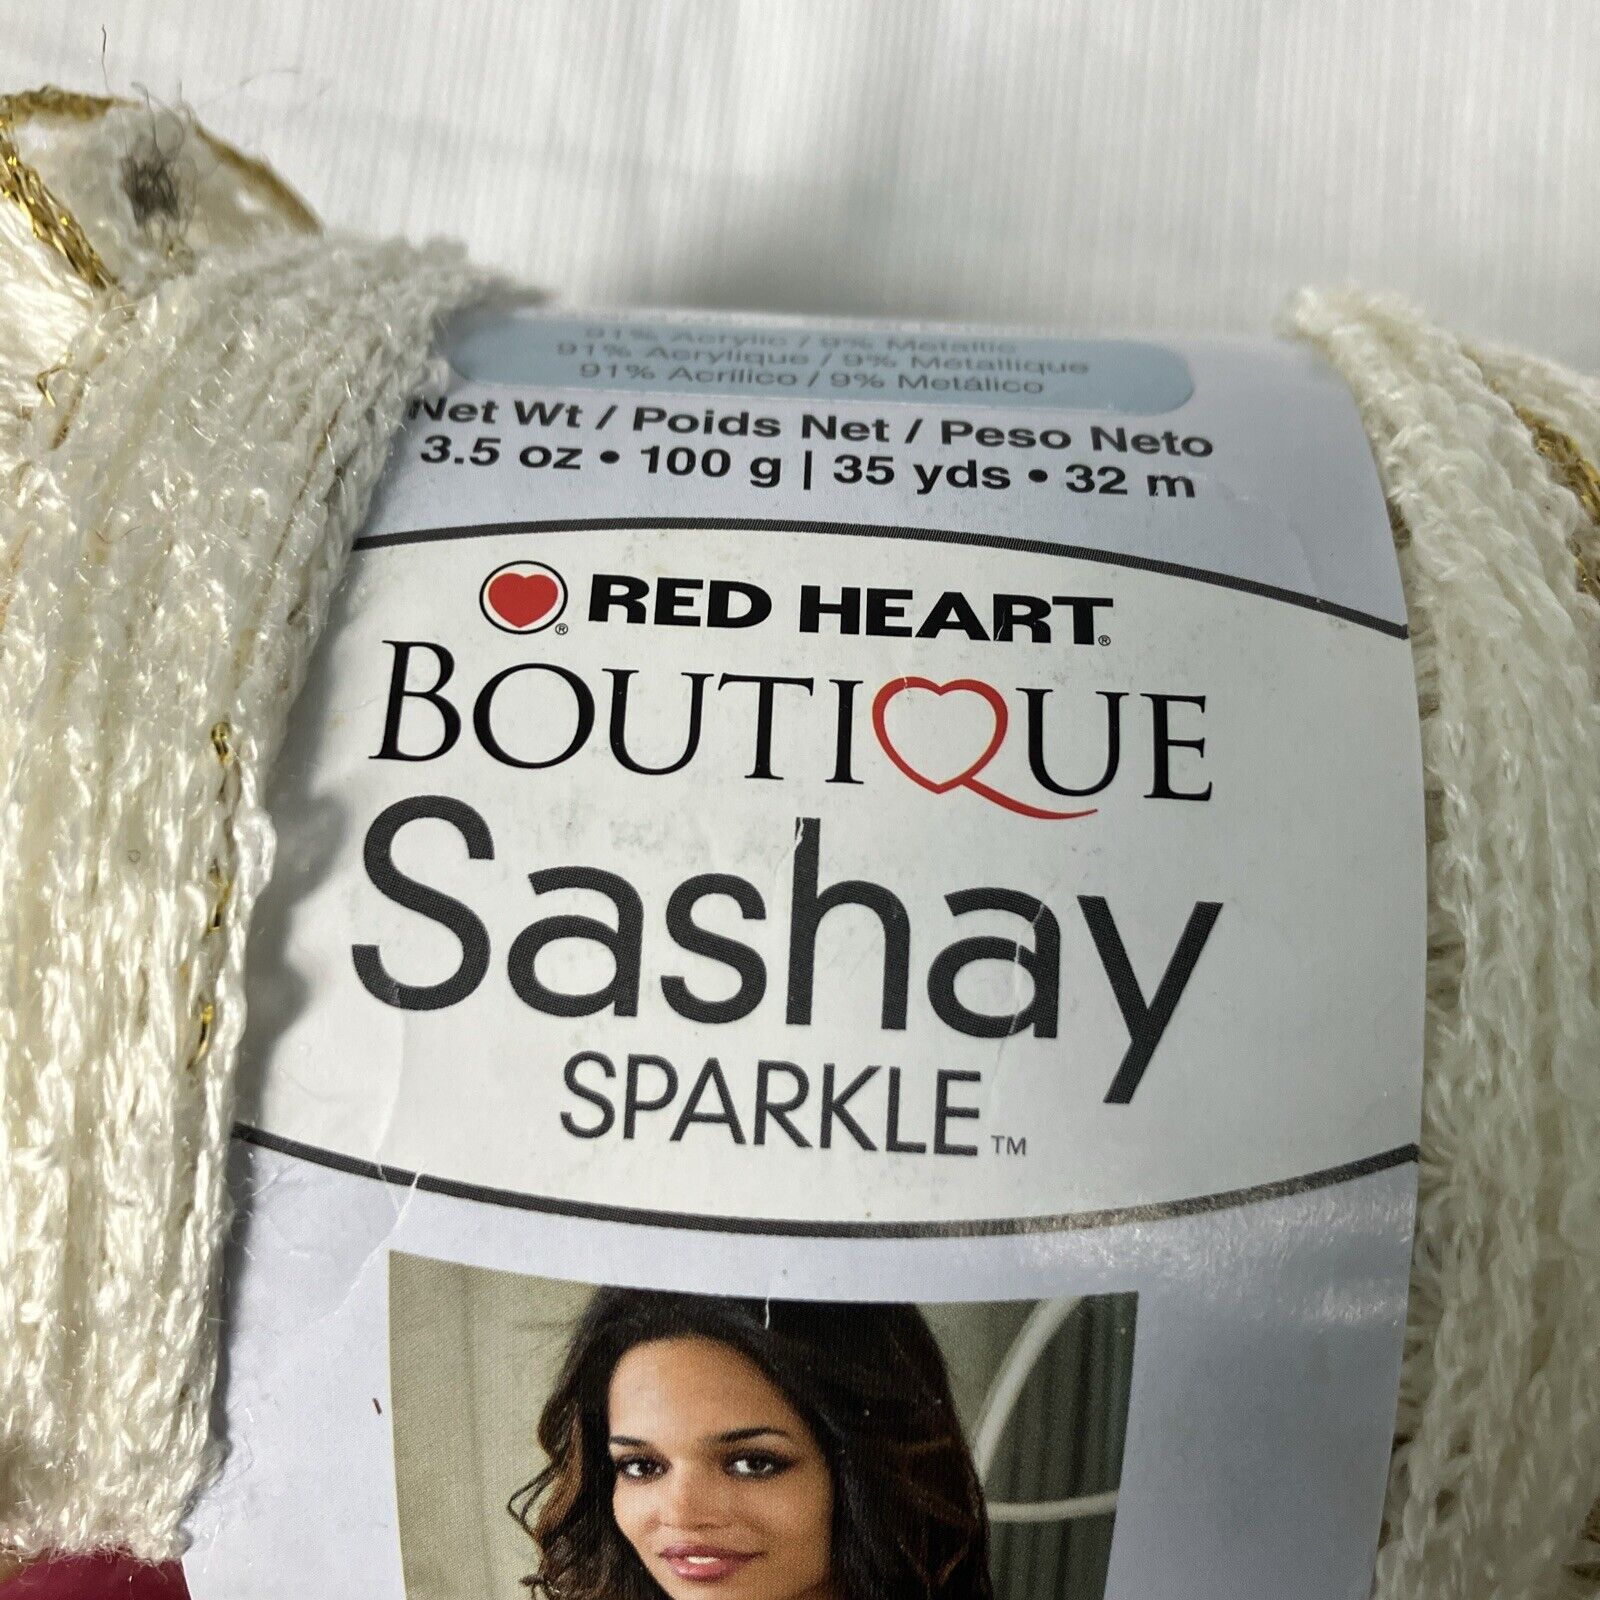 91% Acrylic / 9% Metallic
91% Acrylique / 9% Métallique
91% Acrílico / 9% Metálico
Net Wt / Poids Net / Peso Neto
3.5 oz • 100 g | 35 yds • 32 m
® RED HEART®
BOUTIQUE
Sashay
SPARKLE™